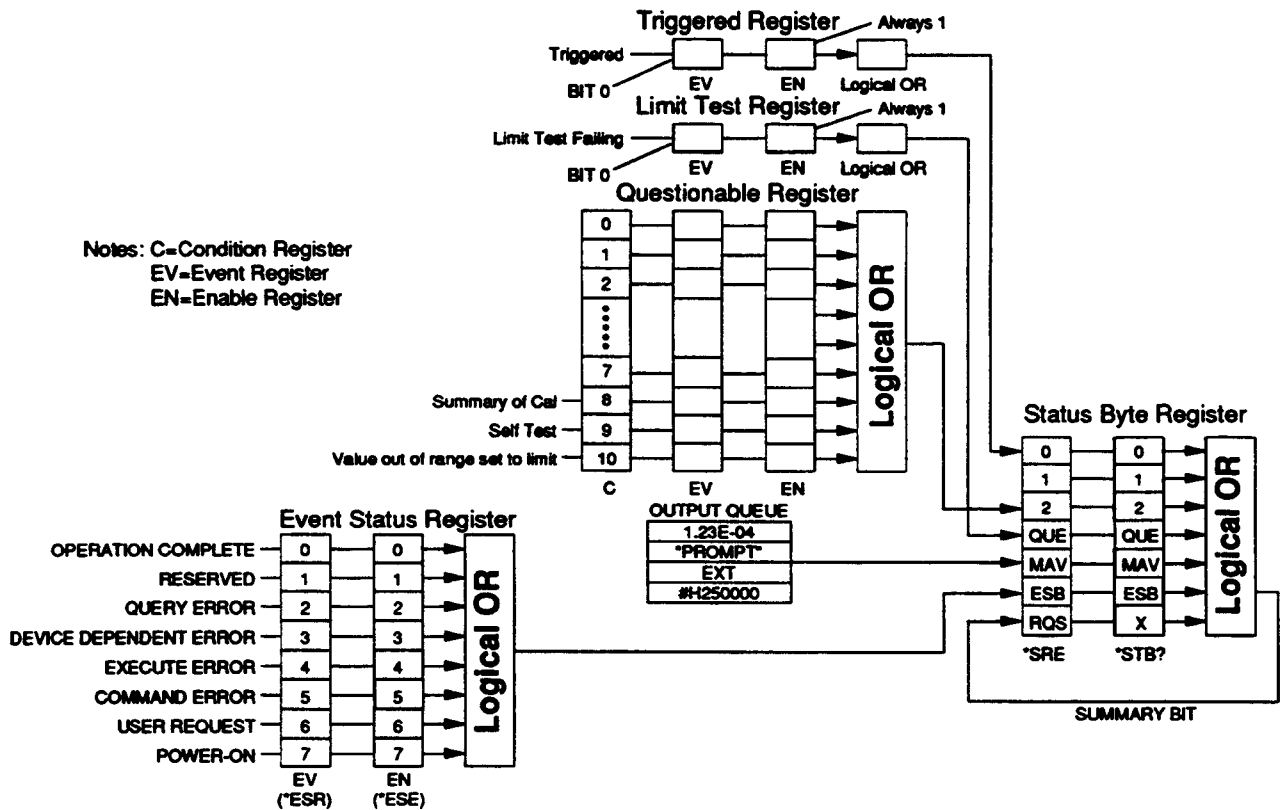 Triggered Register
Always 1
Triggered
BIT 0
EV
EN
Logical OR
Limit Test Register
Always 1
Limit Test Failing
BIT 0
EV
EN
Logical OR
Questionable Register
Notes: C=Condition Register
EV=Event Register
EN=Enable Register
0
1
2
7
Summary of Cal
8
Self Test
9
Value out of range set to limit
10
C
EV
EN
Logical OR
OUTPUT QUEUE
1.23E-04
"PROMPT"
EXT
#H250000
Event Status Register
OPERATION COMPLETE
0
0
RESERVED
1
1
QUERY ERROR
2
2
DEVICE DEPENDENT ERROR
3
3
EXECUTE ERROR
4
4
COMMAND ERROR
5
5
USER REQUEST
6
6
POWER-ON
7
7
EV
(*ESR)
EN
(*ESE)
Logical OR
Status Byte Register
0
0
1
1
2
2
QUE
QUE
MAV
MAV
ESB
ESB
RQS
X
*SRE
*STB?
Logical OR
SUMMARY BIT